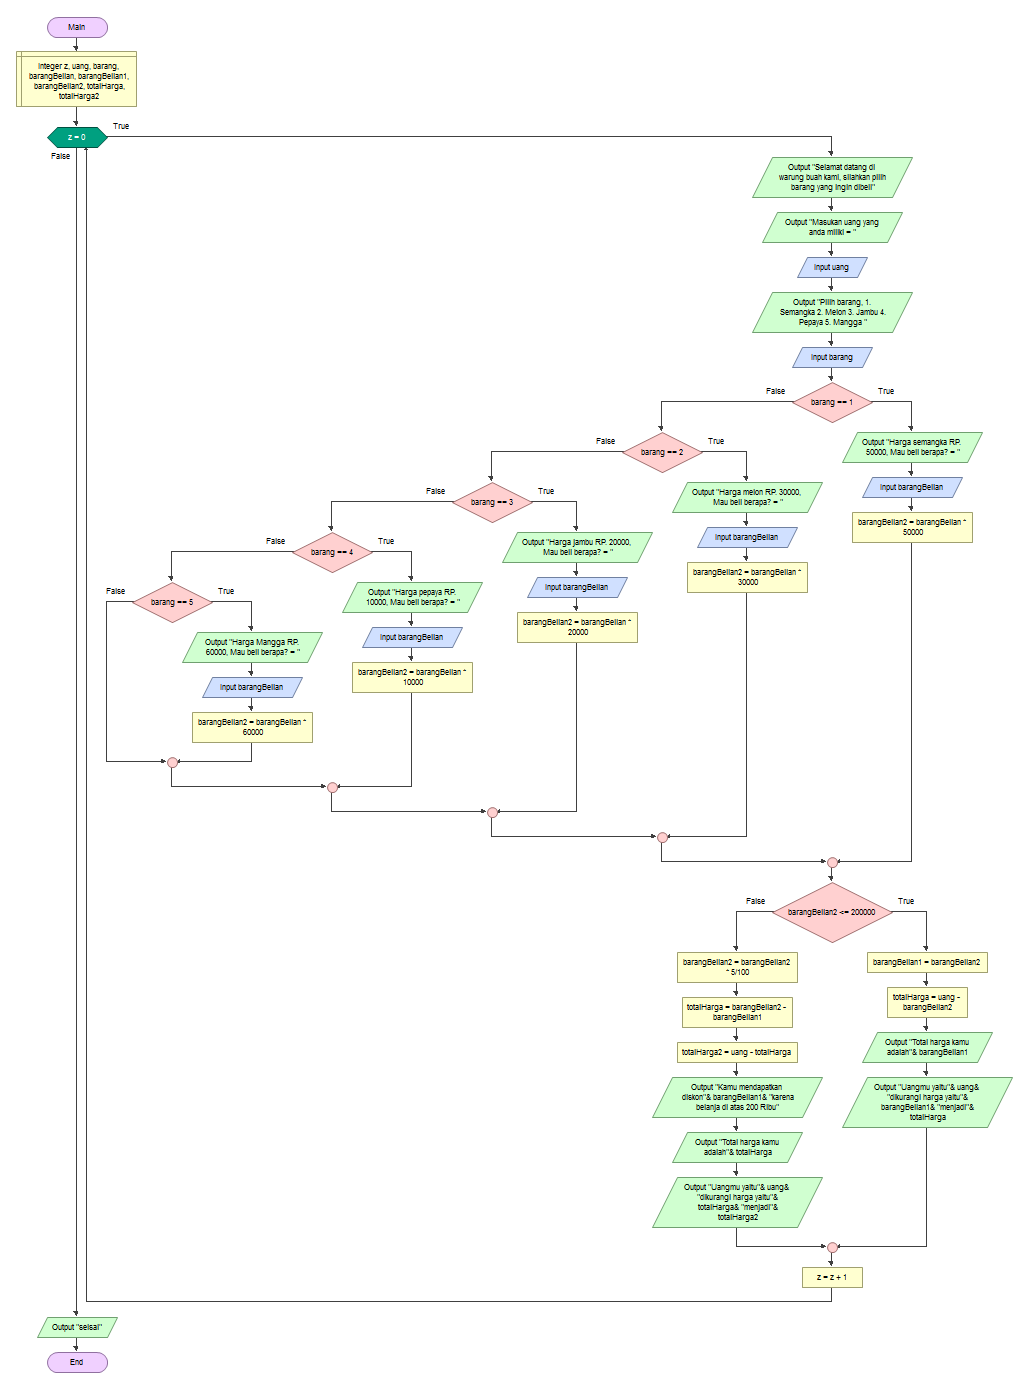 Main
Integer z, uang, barang,
barangBelian, barangBelian1,
barangBelian2, totalHarga,
totalHarga2
z = 0
True
False
Output "Selamat datang di
warung buah kami, silahkan pilih
barang yang ingin dibeli"
Output "Masukan uang yang
anda miliki = "
Input uang
Output "Pilih barang, 1.
Semangka 2. Melon 3. Jambu 4.
Pepaya 5. Mangga "
Input barang
barang == 1
False
True
Output "Harga semangka RP.
50000, Mau beli berapa? = "
Input barangBelian
barangBelian2 = barangBelian *
50000
barang == 2
False
True
Output "Harga melon RP. 30000,
Mau beli berapa? = "
Input barangBelian
barangBelian2 = barangBelian *
30000
barang == 3
False
True
Output "Harga jambu RP. 20000,
Mau beli berapa? = "
Input barangBelian
barangBelian2 = barangBelian *
20000
barang == 4
False
True
Output "Harga pepaya RP.
10000, Mau beli berapa? = "
Input barangBelian
barangBelian2 = barangBelian *
10000
barang == 5
False
True
Output "Harga Mangga RP.
60000, Mau beli berapa? = "
Input barangBelian
barangBelian2 = barangBelian *
60000
barangBelian2 <= 200000
False
True
barangBelian2 = barangBelian2
* 5/100
totalHarga = barangBelian2 -
barangBelian1
totalHarga2 = uang - totalHarga
Output "Kamu mendapatkan
diskon"& barangBelian1& "karena
belanja di atas 200 Ribu"
Output "Total harga kamu
adalah"& totalHarga
Output "Uangmu yaitu"& uang&
"dikurangi harga yaitu"&
totalHarga& "menjadi"&
totalHarga2
barangBelian1 = barangBelian2
totalHarga = uang -
barangBelian2
Output "Total harga kamu
adalah"& barangBelian1
Output "Uangmu yaitu"& uang&
"dikurangi harga yaitu"&
barangBelian1& "menjadi"&
totalHarga
z = z + 1
Output "selsai"
End